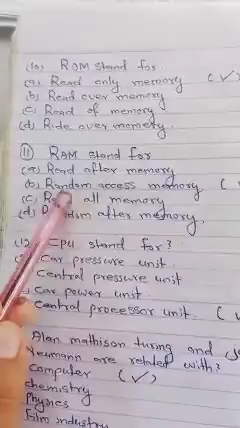 (10) ROM stand for.
(a) Read only memory (✓)
(b) Read over memory
(c) Read of memory
(d) Ride over memory.
(11) RAM stand for
(a) Read after memory
(b) Random access memory (
(c) all memory
(d) after memory.
(12) CPU stand for?
Car pressure unit
Central pressure unit
Car power unit
Central processor unit. (
Alan mathison turing and
Neumann are related with?
Computer (✓)
chemistry
Physics
Film industry